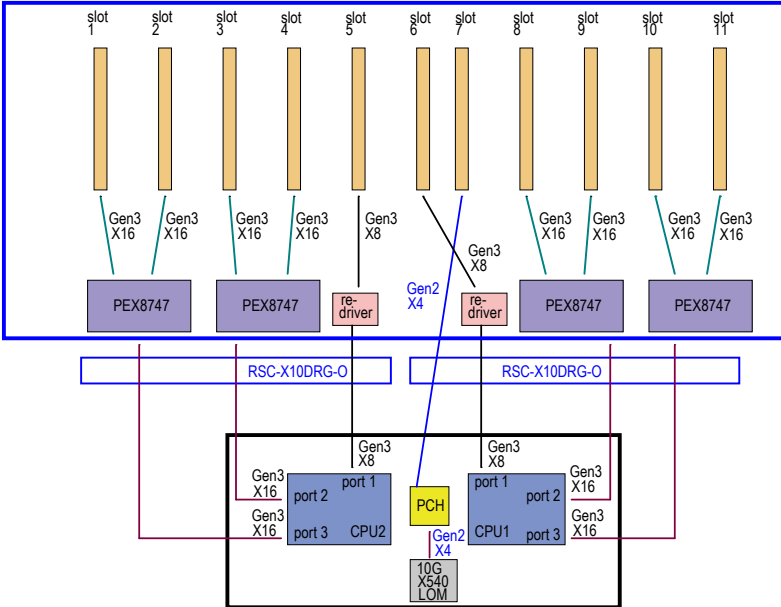 slot 1
slot 2
slot 3
slot 4
slot 5
slot 6
slot 7
slot 8
slot 9
slot 10
slot 11
Gen3
X16
Gen3
X16
Gen3
X16
Gen3
X16
Gen3
X8
Gen3
X8
Gen2
X4
Gen3
X16
Gen3
X16
Gen3
X16
Gen3
X16
PEX8747
PEX8747
re-
driver
re-
driver
PEX8747
PEX8747
RSC-X10DRG-O
RSC-X10DRG-O
Gen3
X8
Gen3
X8
Gen3
X16
port 1
port 2
Gen3
X16
port 3
CPU2
PCH
port 1
port 2
Gen3
X16
CPU1
port 3
Gen3
X16
Gen2
X4
10G
X540
LOM